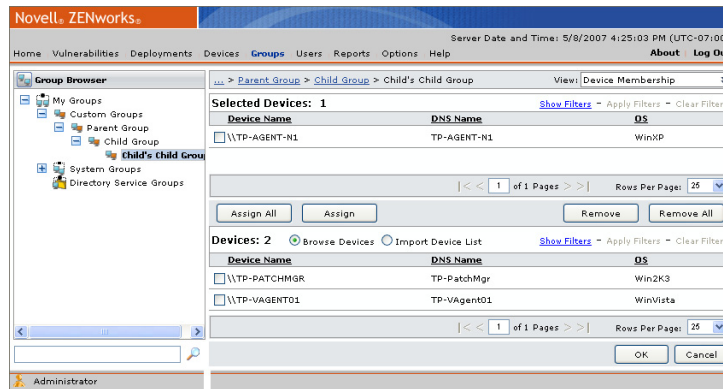 Novell® ZENworks®
Server Date and Time: 5/8/2007 4:25:03 PM (UTC-07:00
Home Vulnerabilities Deployments Devices Groups Users Reports Options Help About Log Ou
Group Browser
My Groups
Custom Groups
Parent Group
Child Group
Child's Child Grou
System Groups
Directory Service Groups
... > Parent Group > Child Group > Child's Child Group View: Device Membership
Selected Devices: 1 Show Filters - Apply Filters - Clear Filter
Device Name DNS Name OS
\\TP-AGENT-N1 TP-AGENT-N1 WinXP
|< < 1 of 1 Pages > >| Rows Per Page: 25
Assign All Assign Remove Remove All
Devices: 2 Browse Devices Import Device List Show Filters - Apply Filters - Clear Filter
Device Name DNS Name OS
\\TP-PATCHMGR TP-PatchMgr Win2K3
\\TP-VAGENT01 TP-VAgent01 WinVista
|< < 1 of 1 Pages > >| Rows Per Page: 25
OK Cancel
Administrator